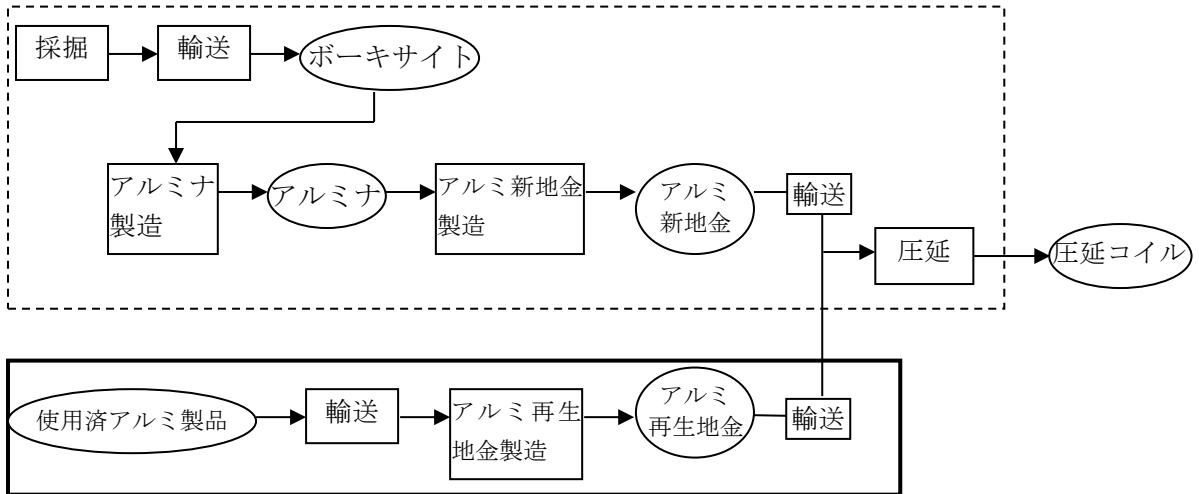 採掘
輸送
ボーキサイト
アルミナ
製造
アルミナ
アルミ新地金
製造
アルミ
新地金
輸送
圧延
圧延コイル
使用済アルミ製品
輸送
アルミ再生
地金製造
アルミ
再生地金
輸送